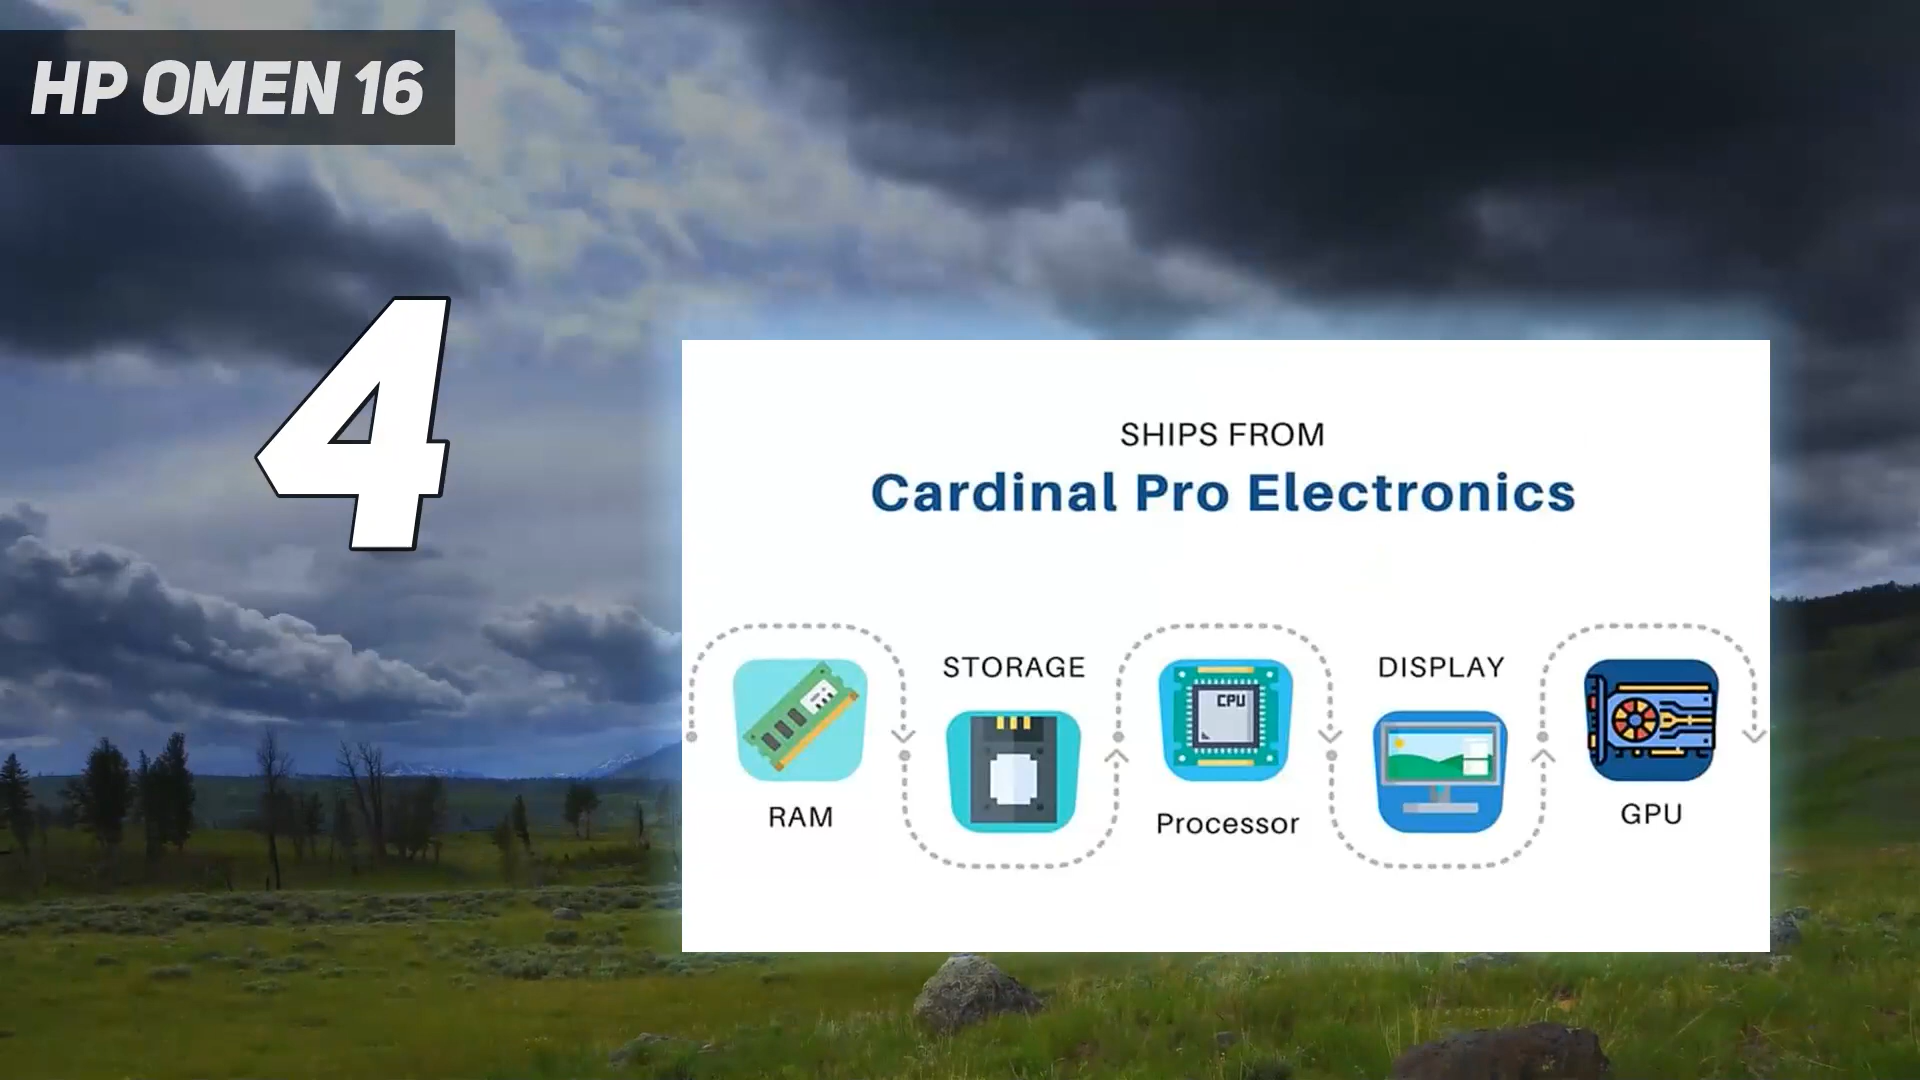 HP OMEN 16
4
SHIPS FROM
Cardinal Pro Electronics
RAM
STORAGE
CPU
Processor
DISPLAY
GPU